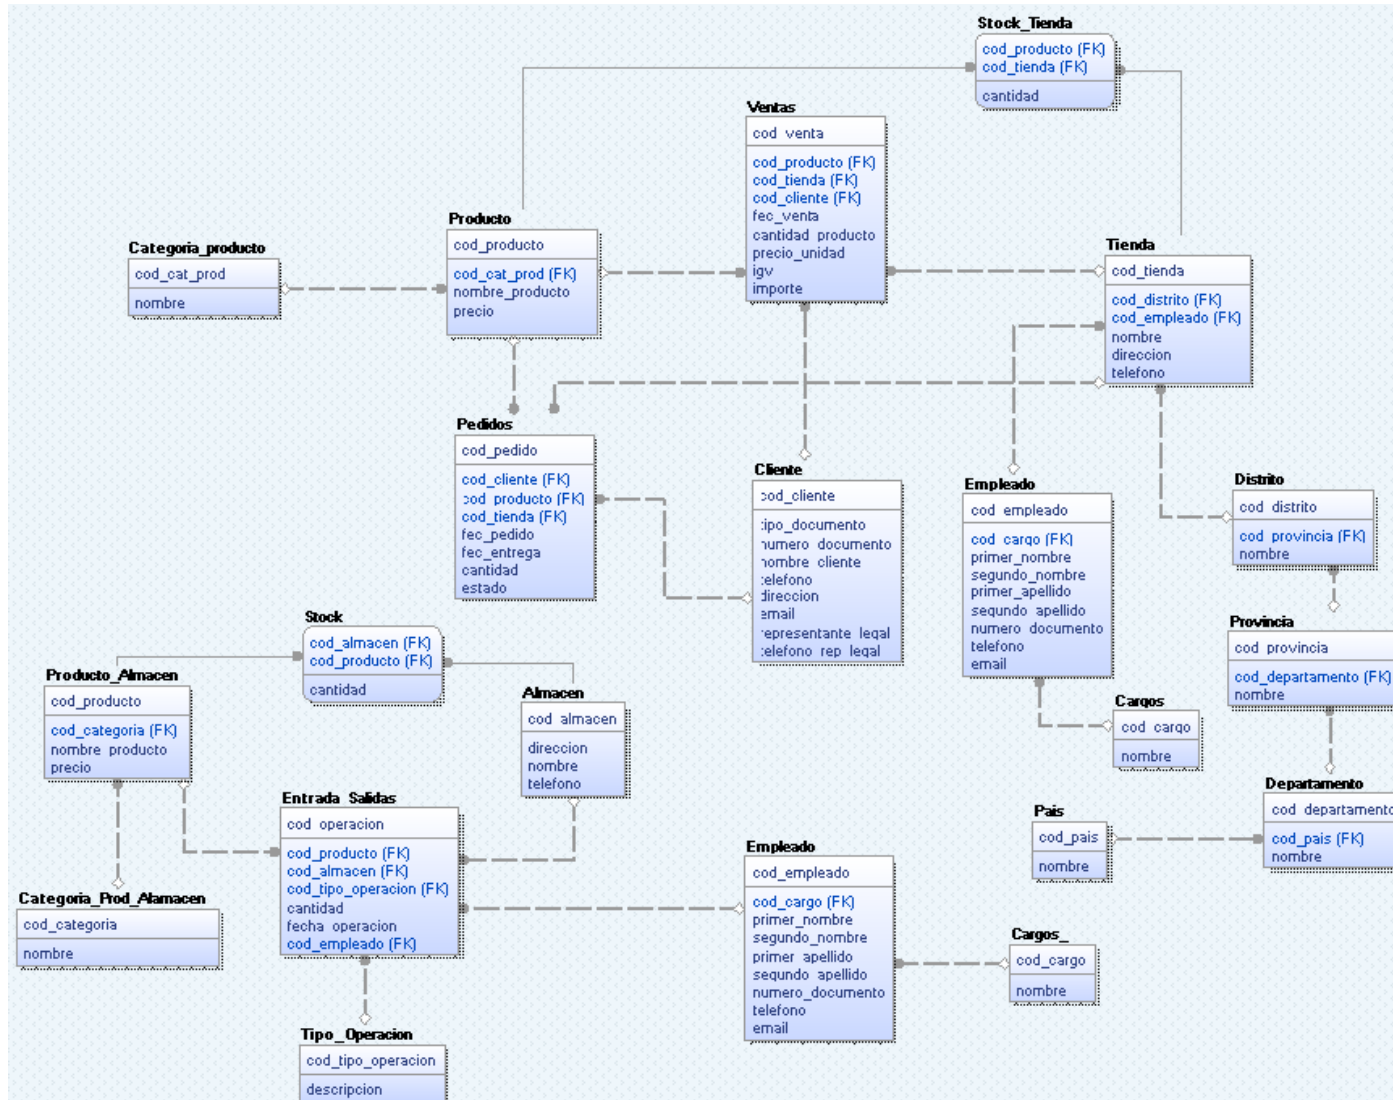 Stock_Tienda
cod_producto (FK)
cod_tienda (FK)
cantidad
Ventas
cod_venta
cod_producto (FK)
cod_tienda (FK)
cod_cliente (FK)
fec_venta
cantidad_producto
precio_unidad
igv
importe
Producto
cod_producto
cod_cat_prod (FK)
nombre_producto
precio
Categoria_producto
cod_cat_prod
nombre
Tienda
cod_tienda
cod_distrito (FK)
cod_empleado (FK)
nombre
direccion
telefono
Pedidos
cod_pedido
cod_cliente (FK)
cod_producto (FK)
cod_tienda (FK)
fec_pedido
fec_entrega
cantidad
estado
Cliente
cod_cliente
tipo_documento
numero_documento
nombre_cliente
telefono
direccion
email
representante_legal
telefono_rep_legal
Empleado
cod_empleado
cod_cargo (FK)
primer_nombre
segundo_nombre
primer_apellido
segundo_apellido
numero_documento
telefono
email
Distrito
cod_distrito
cod_provincia (FK)
nombre
Provincia
cod_provincia
cod_departamento (FK)
nombre
Cargos
cod_cargo
nombre
Departamento
cod_departamento
cod_pais (FK)
nombre
Pais
cod_pais
nombre
Stock
cod_almacen (FK)
cod_producto (FK)
cantidad
Producto_Almacen
cod_producto
cod_categoria (FK)
nombre_producto
precio
Almacen
cod_almacen
direccion
nombre
telefono
Entrada_Salidas
cod_operacion
cod_producto (FK)
cod_almacen (FK)
cod_tipo_operacion (FK)
cantidad
fecha_operacion
cod_empleado (FK)
Categoria_Prod_Alamacen
cod_categoria
nombre
Empleado
cod_empleado
cod_cargo (FK)
primer_nombre
segundo_nombre
primer_apellido
segundo_apellido
numero_documento
telefono
email
Cargos_
cod_cargo
nombre
Tipo_Operacion
cod_tipo_operacion
descripcion